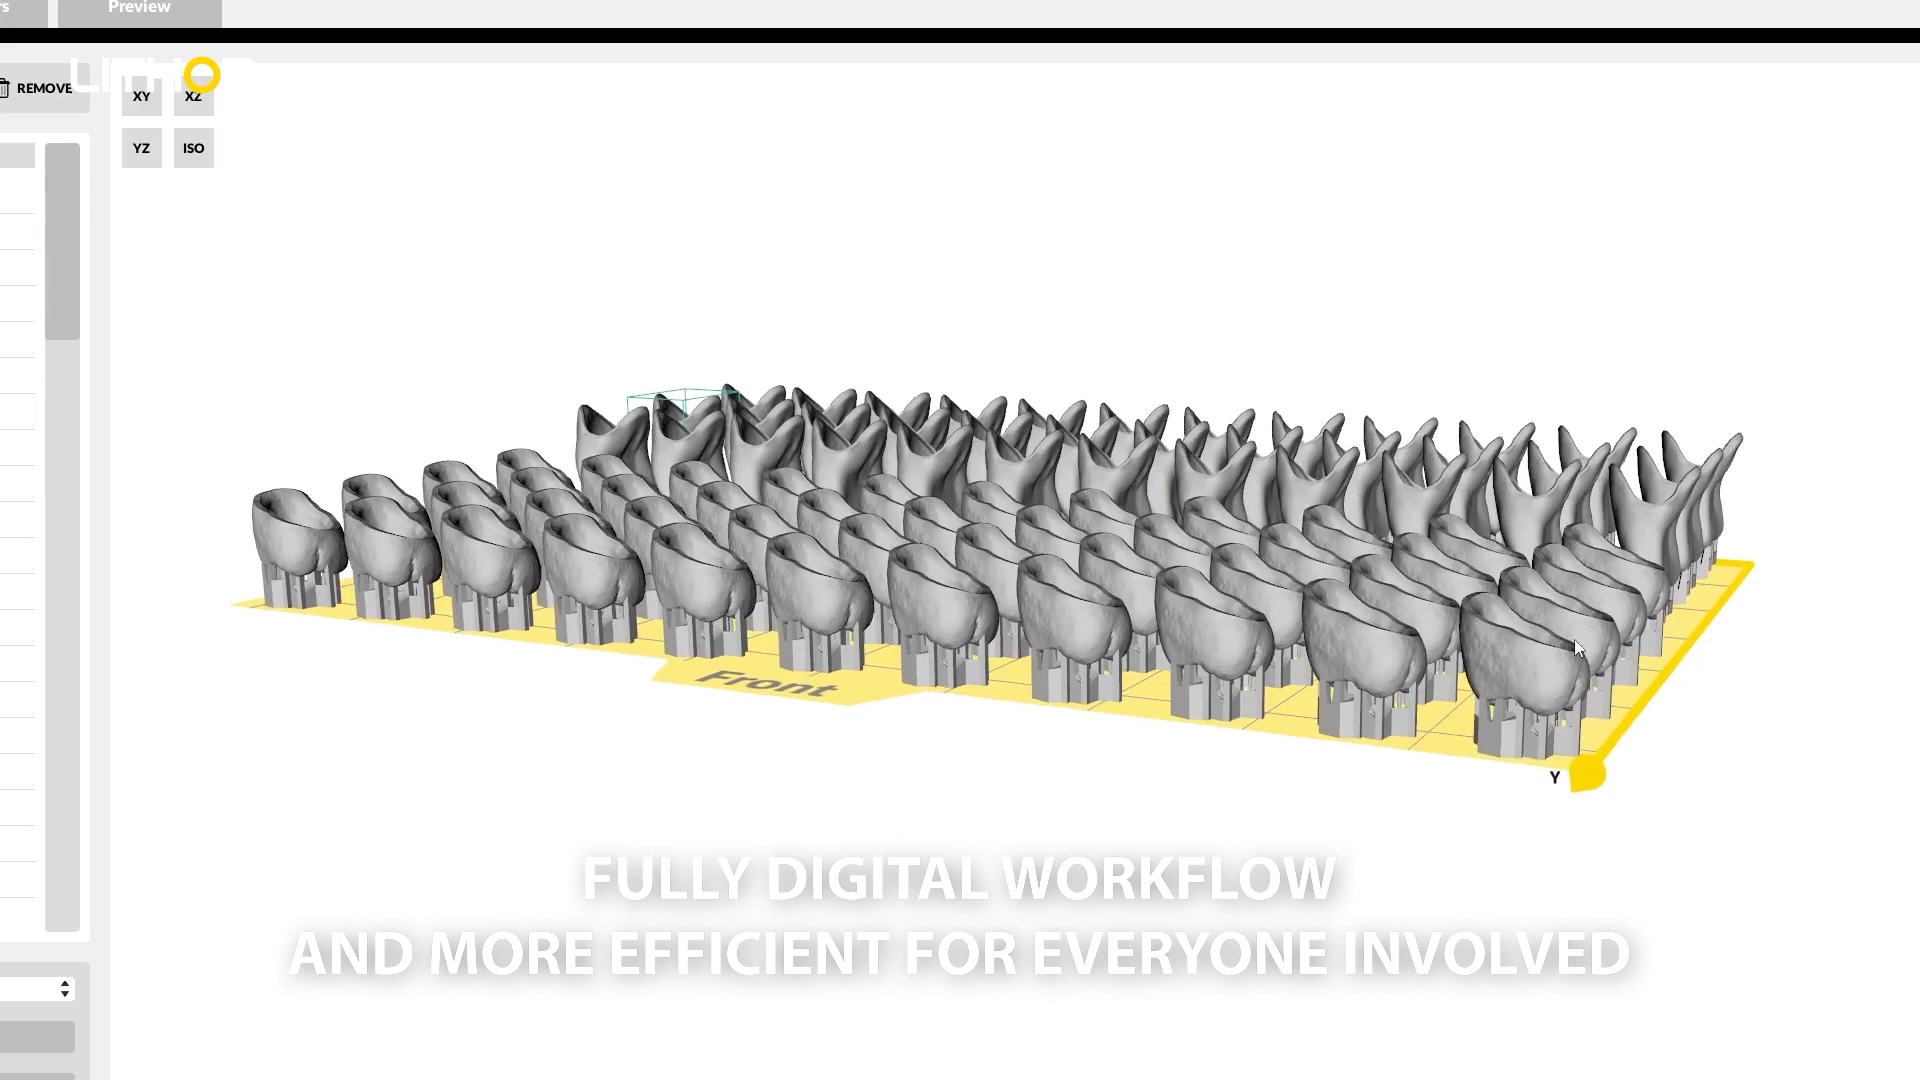 Preview
REMOVE
XY
XZ
YZ
ISO
Front
Y
FULLY DIGITAL WORKFLOW
AND MORE EFFICIENT FOR EVERYONE INVOLVED